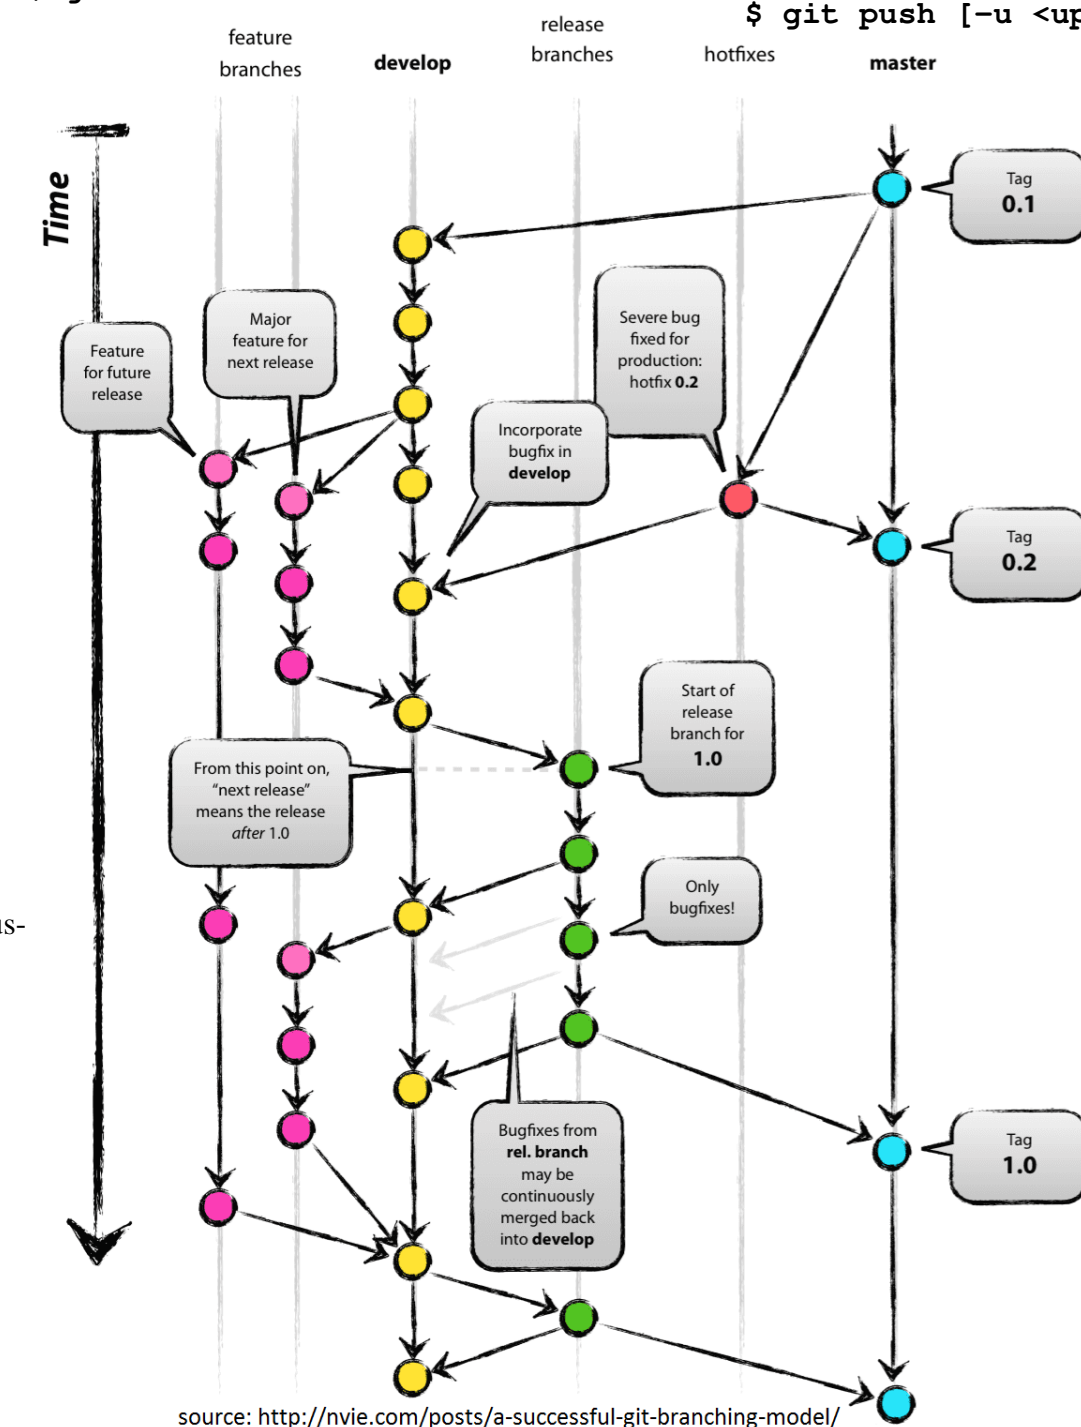 $ git push [-u <up
feature
branches
develop
release
branches
hotfixes
master
Time
Tag
0.1
Major
feature for
next release
Severe bug
fixed for
production:
hotfix 0.2
Feature
for future
release
Incorporate
bugfix in
develop
Tag
0.2
Start of
release
branch for
1.0
From this point on,
“next release”
means the release
after 1.0
Only
bugfixes!
us-
Bugfixes from
rel. branch
may be
continuously
merged back
into develop
Tag
1.0
source: http://nvie.com/posts/a-successful-git-branching-model/